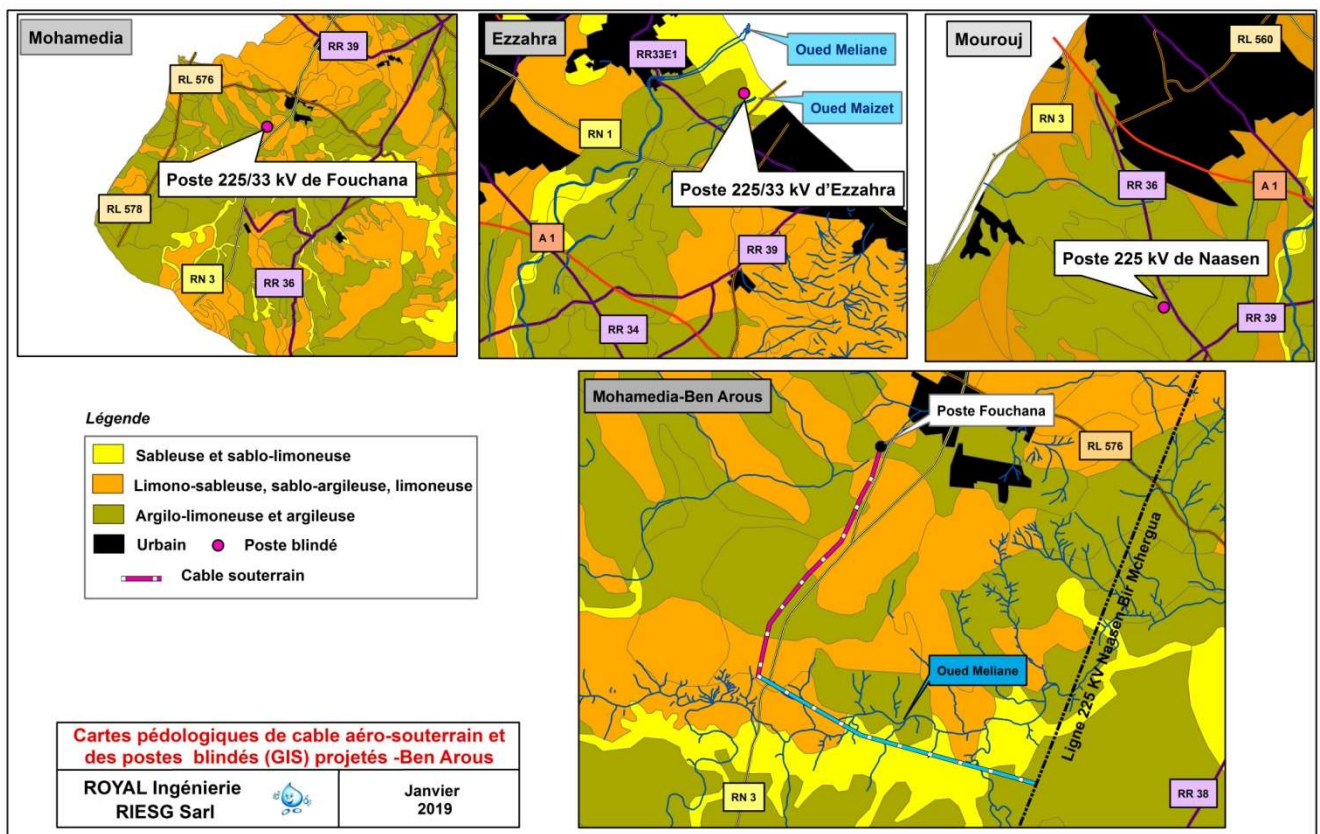 Mohamedia
RR 39
RL 576
Poste 225/33 kV de Fouchana
RL 578
RN 3
RR 36
Ezzahra
RR33E1
Oued Meliane
Oued Maizet
RN 1
Poste 225/33 kV d'Ezzahra
A 1
RR 39
RR 34
Mourouj
RL 560
RN 3
RR 36
A 1
Poste 225 kV de Naasen
RR 39
Légende
Sableuse et sablo-limoneuse
Limono-sableuse, sablo-argileuse, limoneuse
Argilo-limoneuse et argileuse
Urbain
Poste blindé
Cable souterrain
Mohamedia-Ben Arous
Poste Fouchana
RL 576
Ligne 225 KV Naasen-Bir Mchergua
Oued Meliane
RN 3
RR 38
Cartes pédologiques de cable aéro-souterrain et
des postes blindés (GIS) projetés -Ben Arous
ROYAL Ingénierie
RIESG Sarl
Janvier
2019